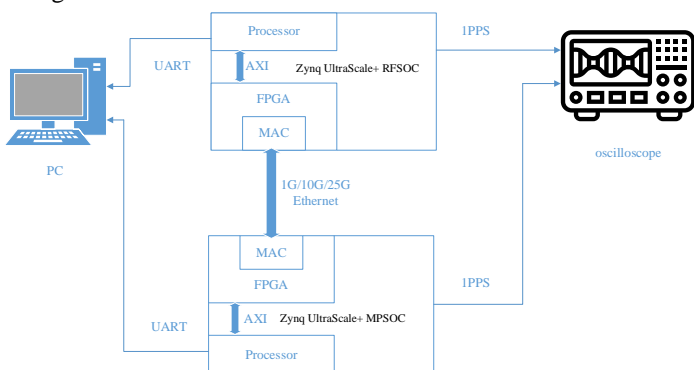 Processor
1PPS
UART
AXI
Zynq UltraScale+ RFSOC
FPGA
MAC
PC
oscilloscope
1G/10G/25G
Ethernet
MAC
FPGA
1PPS
UART
AXI
Zynq UltraScale+ MPSOC
Processor